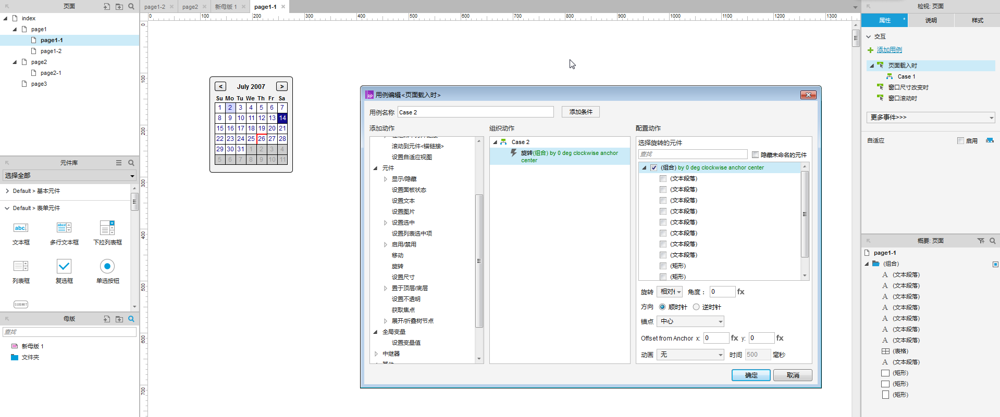 页面
index
page1
page1-1
page1-2
page2
page2-1
page3
元件库
选择全部
Default > 基本元件
Default > 表单元件
abc
abcd
文本框
多行文本框
下拉列表框
列表框
复选框
单选按钮
SUBMIT
母版
查找
新母版 1
文件夹
page1-2
page2
新母版 1
page1-1
0 100 200 300 400 500 600 700 800 900 1000 1100 1200 1300
0
100
200
300
400
500
600
700
< July 2007 >
Su Mo Tu We Th Fr Sa
1 2 3 4 5 6 7
8 9 10 11 12 13 14
15 16 17 18 19 20 21
22 23 24 25 26 27 28
29 30 31 1 2 3 4
5 6 7 8 9 10 11
RP 用例编辑<页面载入时>
用例名称 Case 2 添加条件
添加动作
滚动到元件<锚链接>
设置自适应视图
元件
显示/隐藏
设置面板状态
设置文本
设置图片
设置选中
设置列表选中项
启用/禁用
移动
旋转
设置尺寸
置于顶层/底层
设置不透明
获取焦点
展开/折叠树节点
全局变量
设置变量值
中继器
组织动作
Case 2
旋转(组合) by 0 deg clockwise anchor
center
配置动作
选择旋转的元件
查找 隐藏未命名的元件
(组合) by 0 deg clockwise anchor center
(文本段落)
(文本段落)
(文本段落)
(文本段落)
(文本段落)
(文本段落)
(文本段落)
(文本段落)
(矩形)
(矩形)
旋转 相对 角度： 0 fx
方向 顺时针 逆时针
锚点 中心
Offset from Anchor x: 0 fx y: 0 fx
动画 无 时间 500 毫秒
确定 取消
检视: 页面
属性 * 说明 样式
交互
添加用例
页面载入时
Case 1
窗口尺寸改变时
窗口滚动时
更多事件>>>
自适应 启用
概要: 页面
page1-1
(组合)
A (文本段落)
A (文本段落)
A (文本段落)
A (文本段落)
A (文本段落)
A (文本段落)
A (文本段落)
(表格)
A (文本段落)
(矩形)
(矩形)
(矩形)